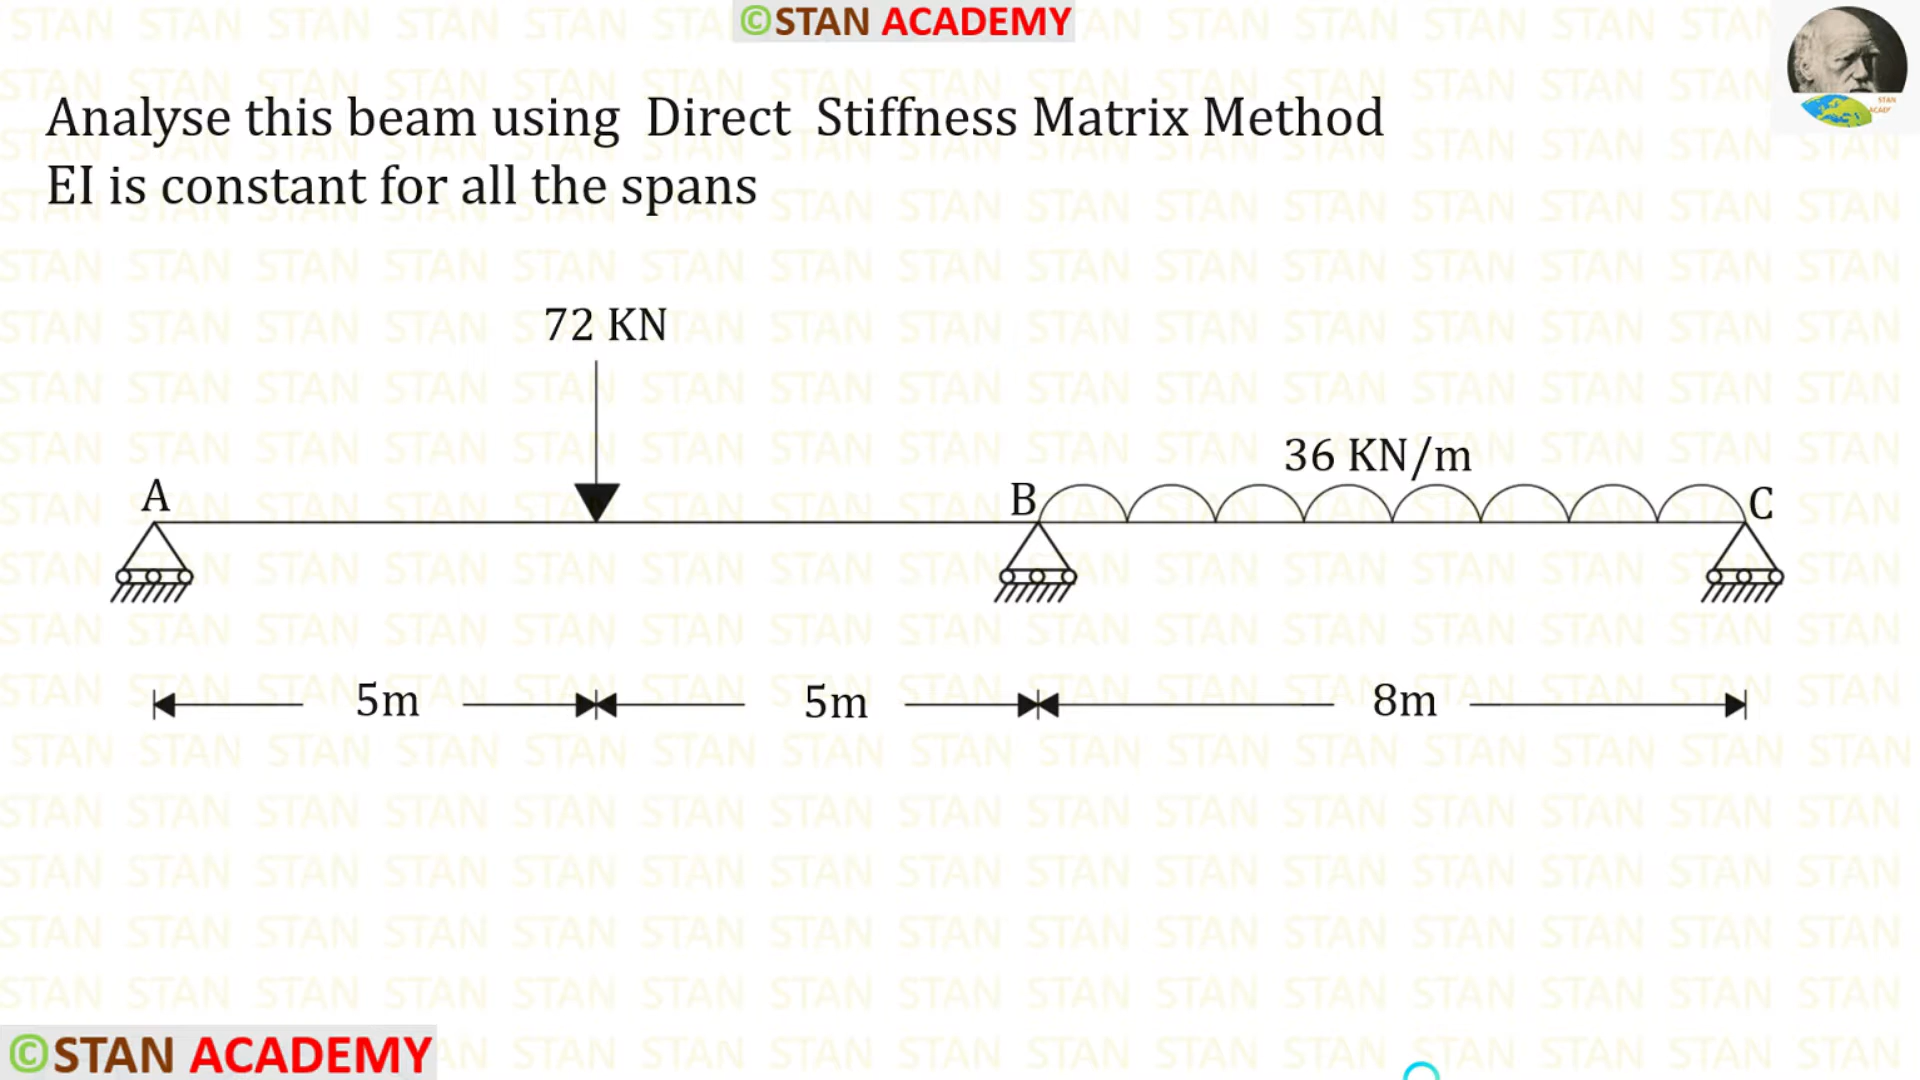 ©STAN ACADEMY
Analyse this beam using Direct Stiffness Matrix Method
EI is constant for all the spans
72 KN
36 KN/m
A
B
C
5m
5m
8m
©STAN ACADEMY